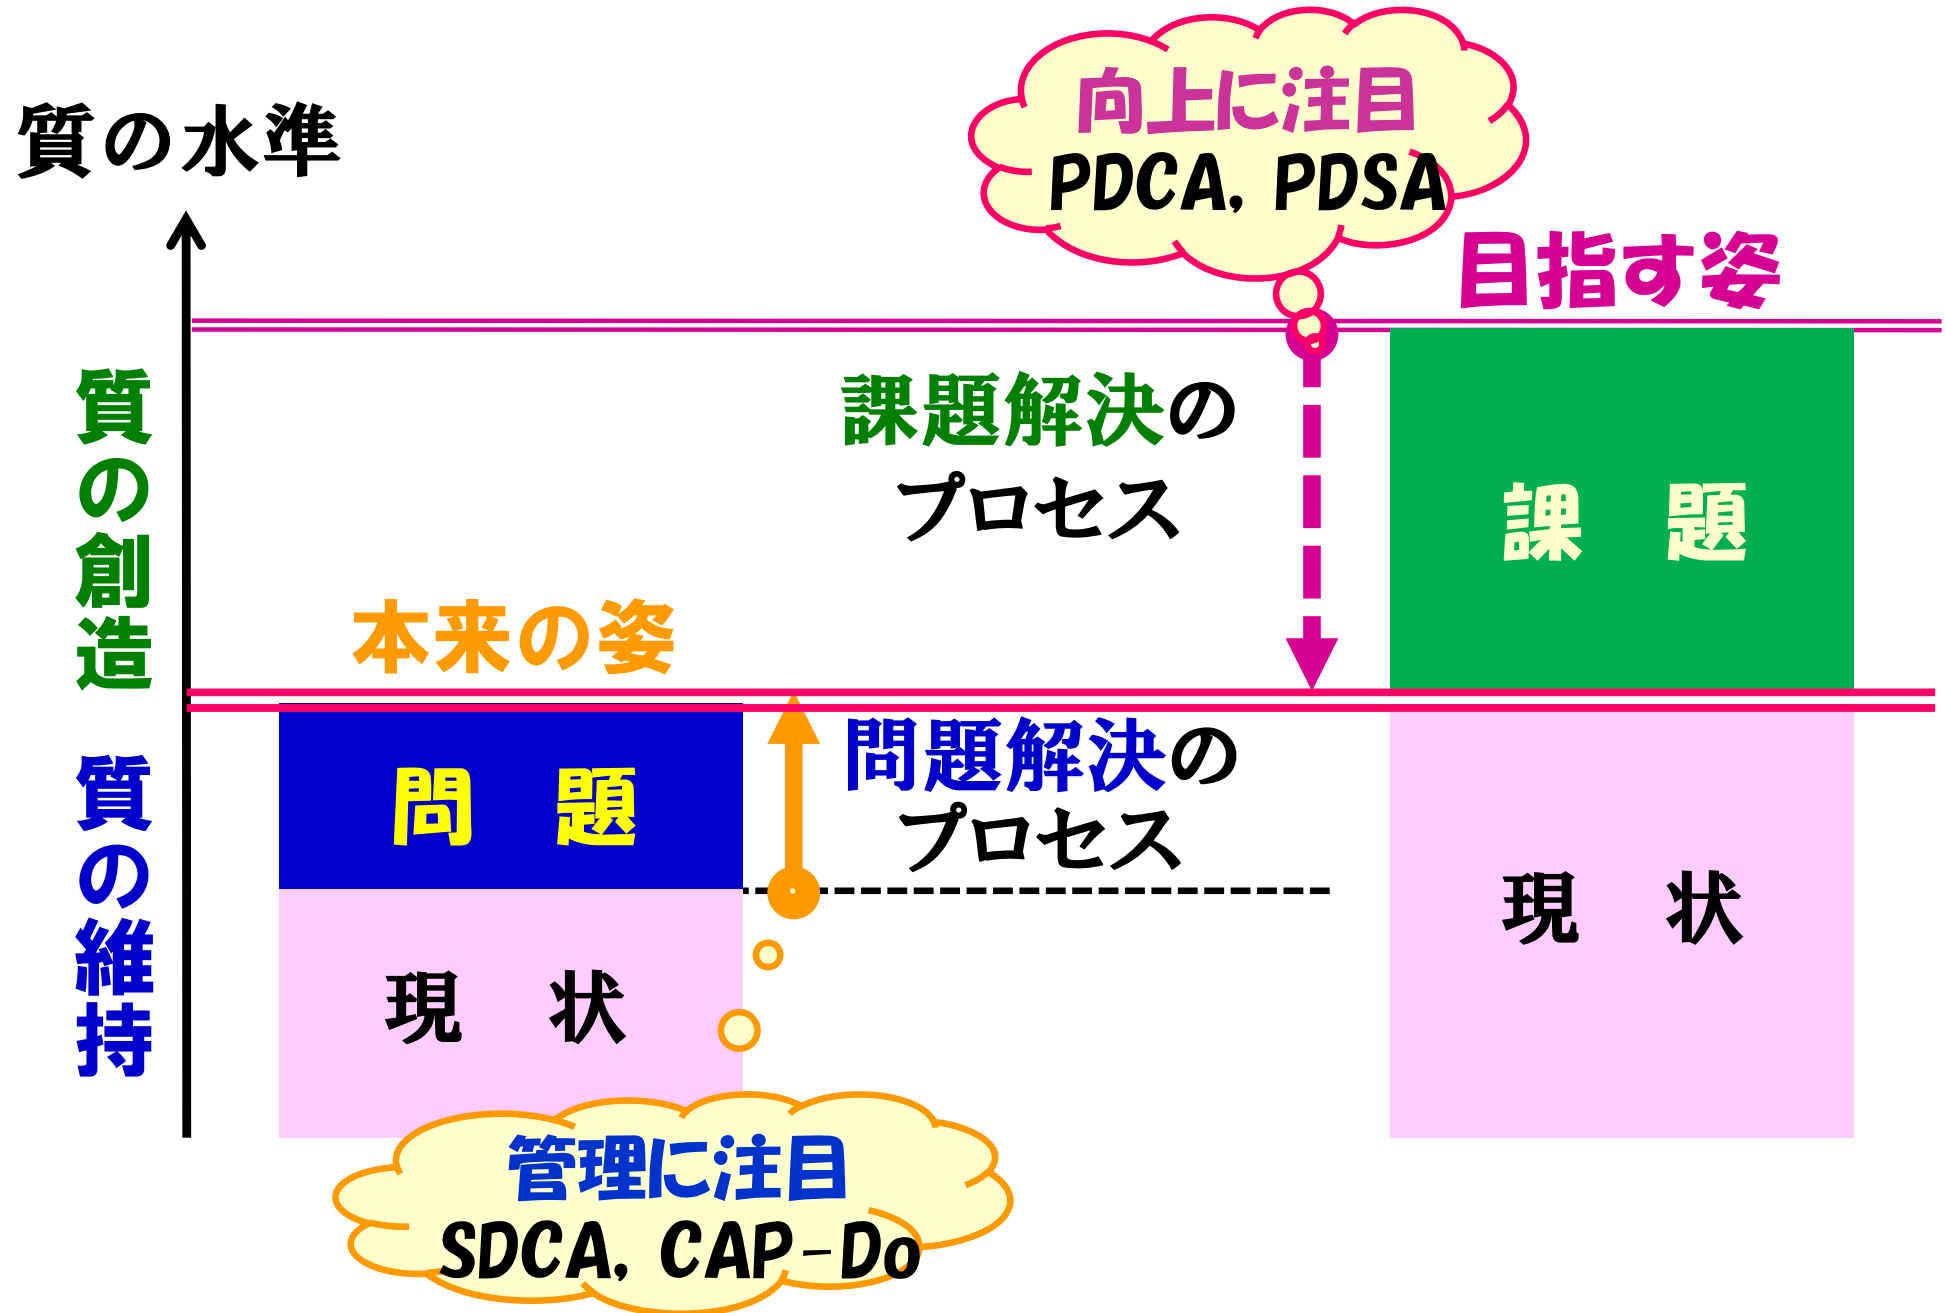 向上に注目
PDCA, PDSA
質の水準
目指す姿
質の創造
課題解決の
プロセス
課　題
本来の姿
質の維持
問　題
問題解決の
プロセス
現　状
現　状
管理に注目
SDCA, CAP-Do